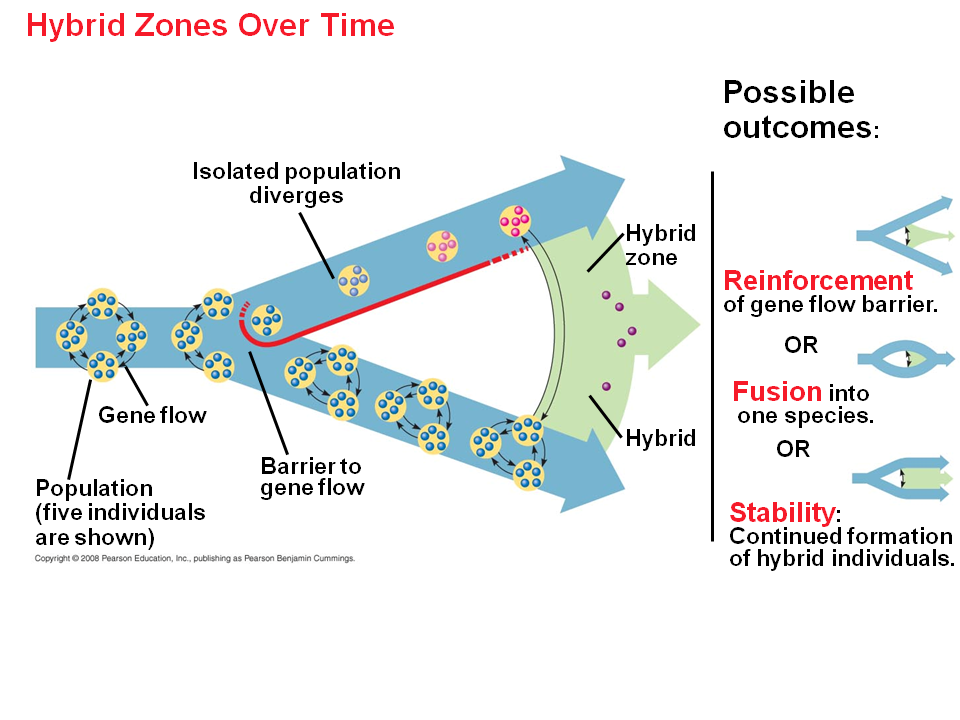 Hybrid Zones Over Time
Possible
outcomes:
Isolated population
diverges
Hybrid
zone
Reinforcement
of gene flow barrier.
OR
Fusion into
one species.
OR
Gene flow
Hybrid
Barrier to
gene flow
Population
(five individuals
are shown)
Stability:
Continued formation
of hybrid individuals.
Copyright © 2008 Pearson Education, Inc., publishing as Pearson Benjamin Cummings.